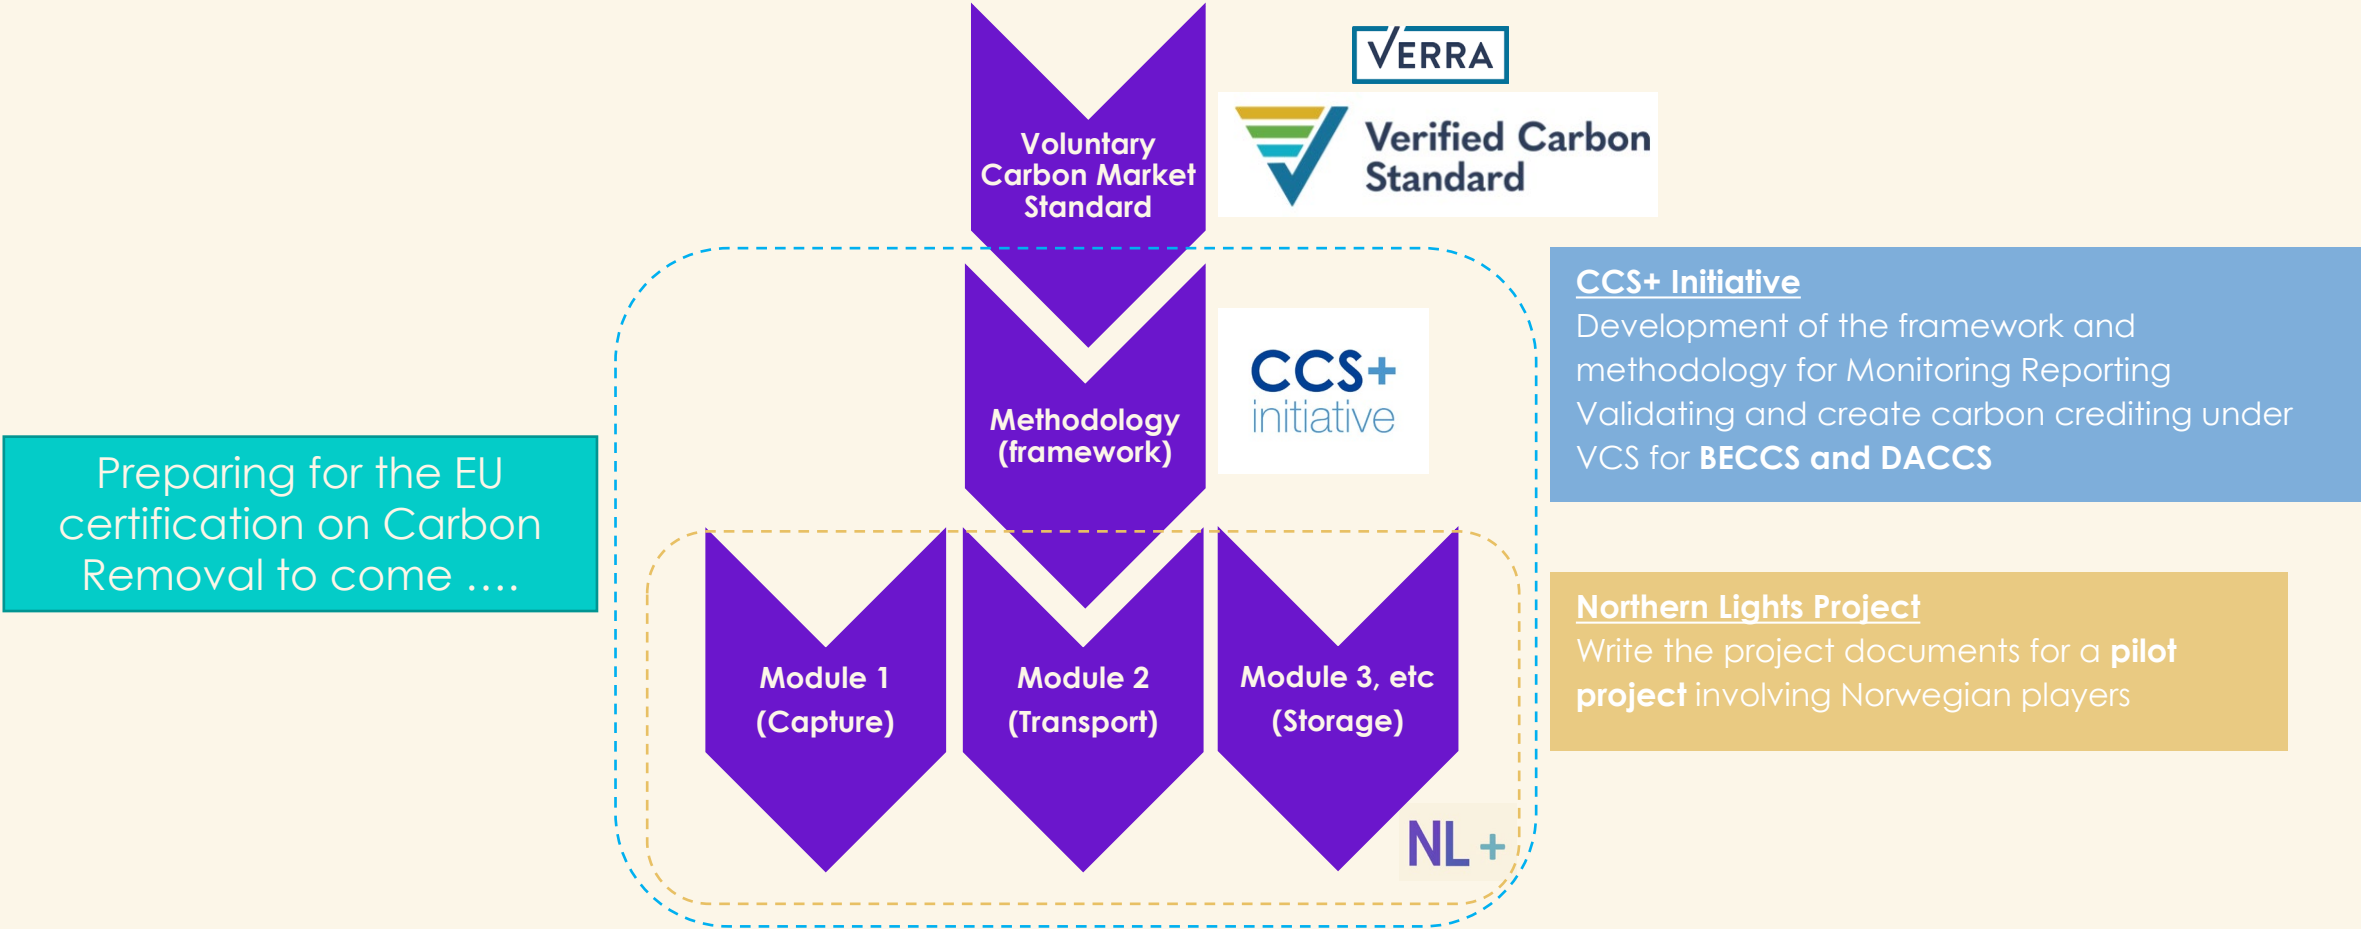 VERRA
Verified Carbon
Standard
Voluntary
Carbon Market
Standard
CCS+
initiative
Methodology
(framework)
CCS+ Initiative
Development of the framework and
methodology for Monitoring Reporting
Validating and create carbon crediting under
VCS for BECCS and DACCS
Preparing for the EU
certification on Carbon
Removal to come ....
Module 1
(Capture)
Module 2
(Transport)
Module 3, etc
(Storage)
NL +
Northern Lights Project
Write the project documents for a pilot
project involving Norwegian players